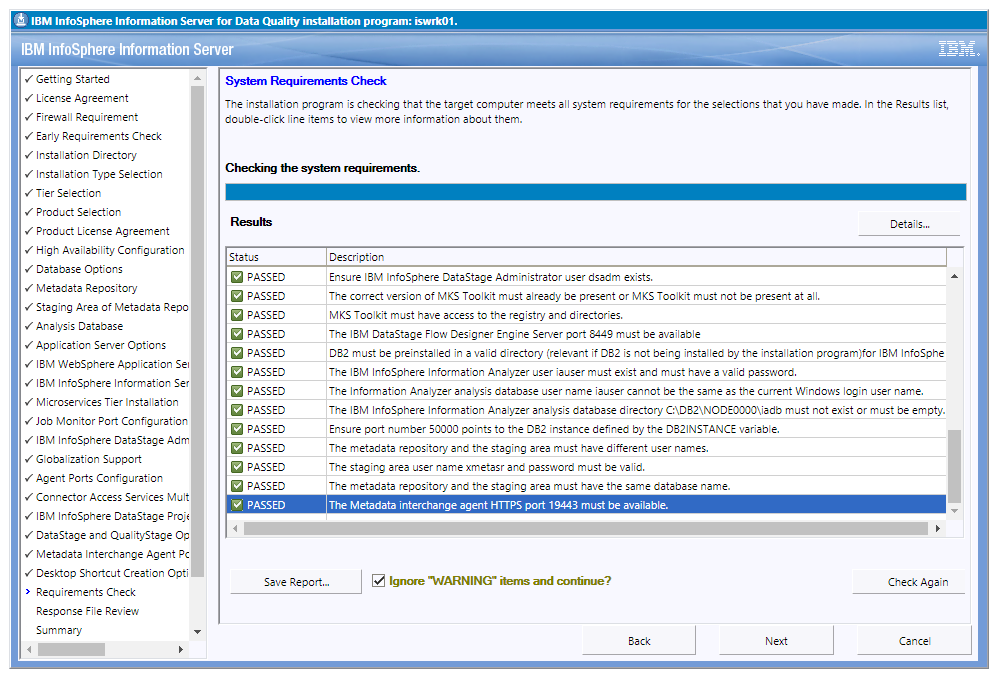 IBM InfoSphere Information Server for Data Quality installation program: iswrk01.
IBM InfoSphere Information Server
IBM.
✓ Getting Started
✓ License Agreement
✓ Firewall Requirement
✓ Early Requirements Check
✓ Installation Directory
✓ Installation Type Selection
✓ Tier Selection
✓ Product Selection
✓ Product License Agreement
✓ High Availability Configuration
✓ Database Options
✓ Metadata Repository
✓ Staging Area of Metadata Repo
✓ Analysis Database
✓ Application Server Options
✓ IBM WebSphere Application Ser
✓ IBM InfoSphere Information Ser
✓ Microservices Tier Installation
✓ Job Monitor Port Configuration
✓ IBM InfoSphere DataStage Adm
✓ Globalization Support
✓ Agent Ports Configuration
✓ Connector Access Services Mult
✓ IBM InfoSphere DataStage Proje
✓ DataStage and QualityStage Op
✓ Metadata Interchange Agent Pc
✓ Desktop Shortcut Creation Opti
> Requirements Check
Response File Review
Summary
System Requirements Check
The installation program is checking that the target computer meets all system requirements for the selections that you have made. In the Results list,
double-click line items to view more information about them.
Checking the system requirements.
Results
Details...
Status Description
PASSED Ensure IBM InfoSphere DataStage Administrator user dsadm exists.
PASSED The correct version of MKS Toolkit must already be present or MKS Toolkit must not be present at all.
PASSED MKS Toolkit must have access to the registry and directories.
PASSED The IBM DataStage Flow Designer Engine Server port 8449 must be available
PASSED DB2 must be preinstalled in a valid directory (relevant if DB2 is not being installed by the installation program)for IBM InfoSphe
PASSED The IBM InfoSphere Information Analyzer user iauser must exist and must have a valid password.
PASSED The Information Analyzer analysis database user name iauser cannot be the same as the current Windows login user name.
PASSED The IBM InfoSphere Information Analyzer analysis database directory C:\DB2\NODE0000\iadb must not exist or must be empty.
PASSED Ensure port number 50000 points to the DB2 instance defined by the DB2INSTANCE variable.
PASSED The metadata repository and the staging area must have different user names.
PASSED The staging area user name xmetasr and password must be valid.
PASSED The metadata repository and the staging area must have the same database name.
PASSED The Metadata interchange agent HTTPS port 19443 must be available.
Save Report...
Ignore "WARNING" items and continue?
Check Again
Back
Next
Cancel